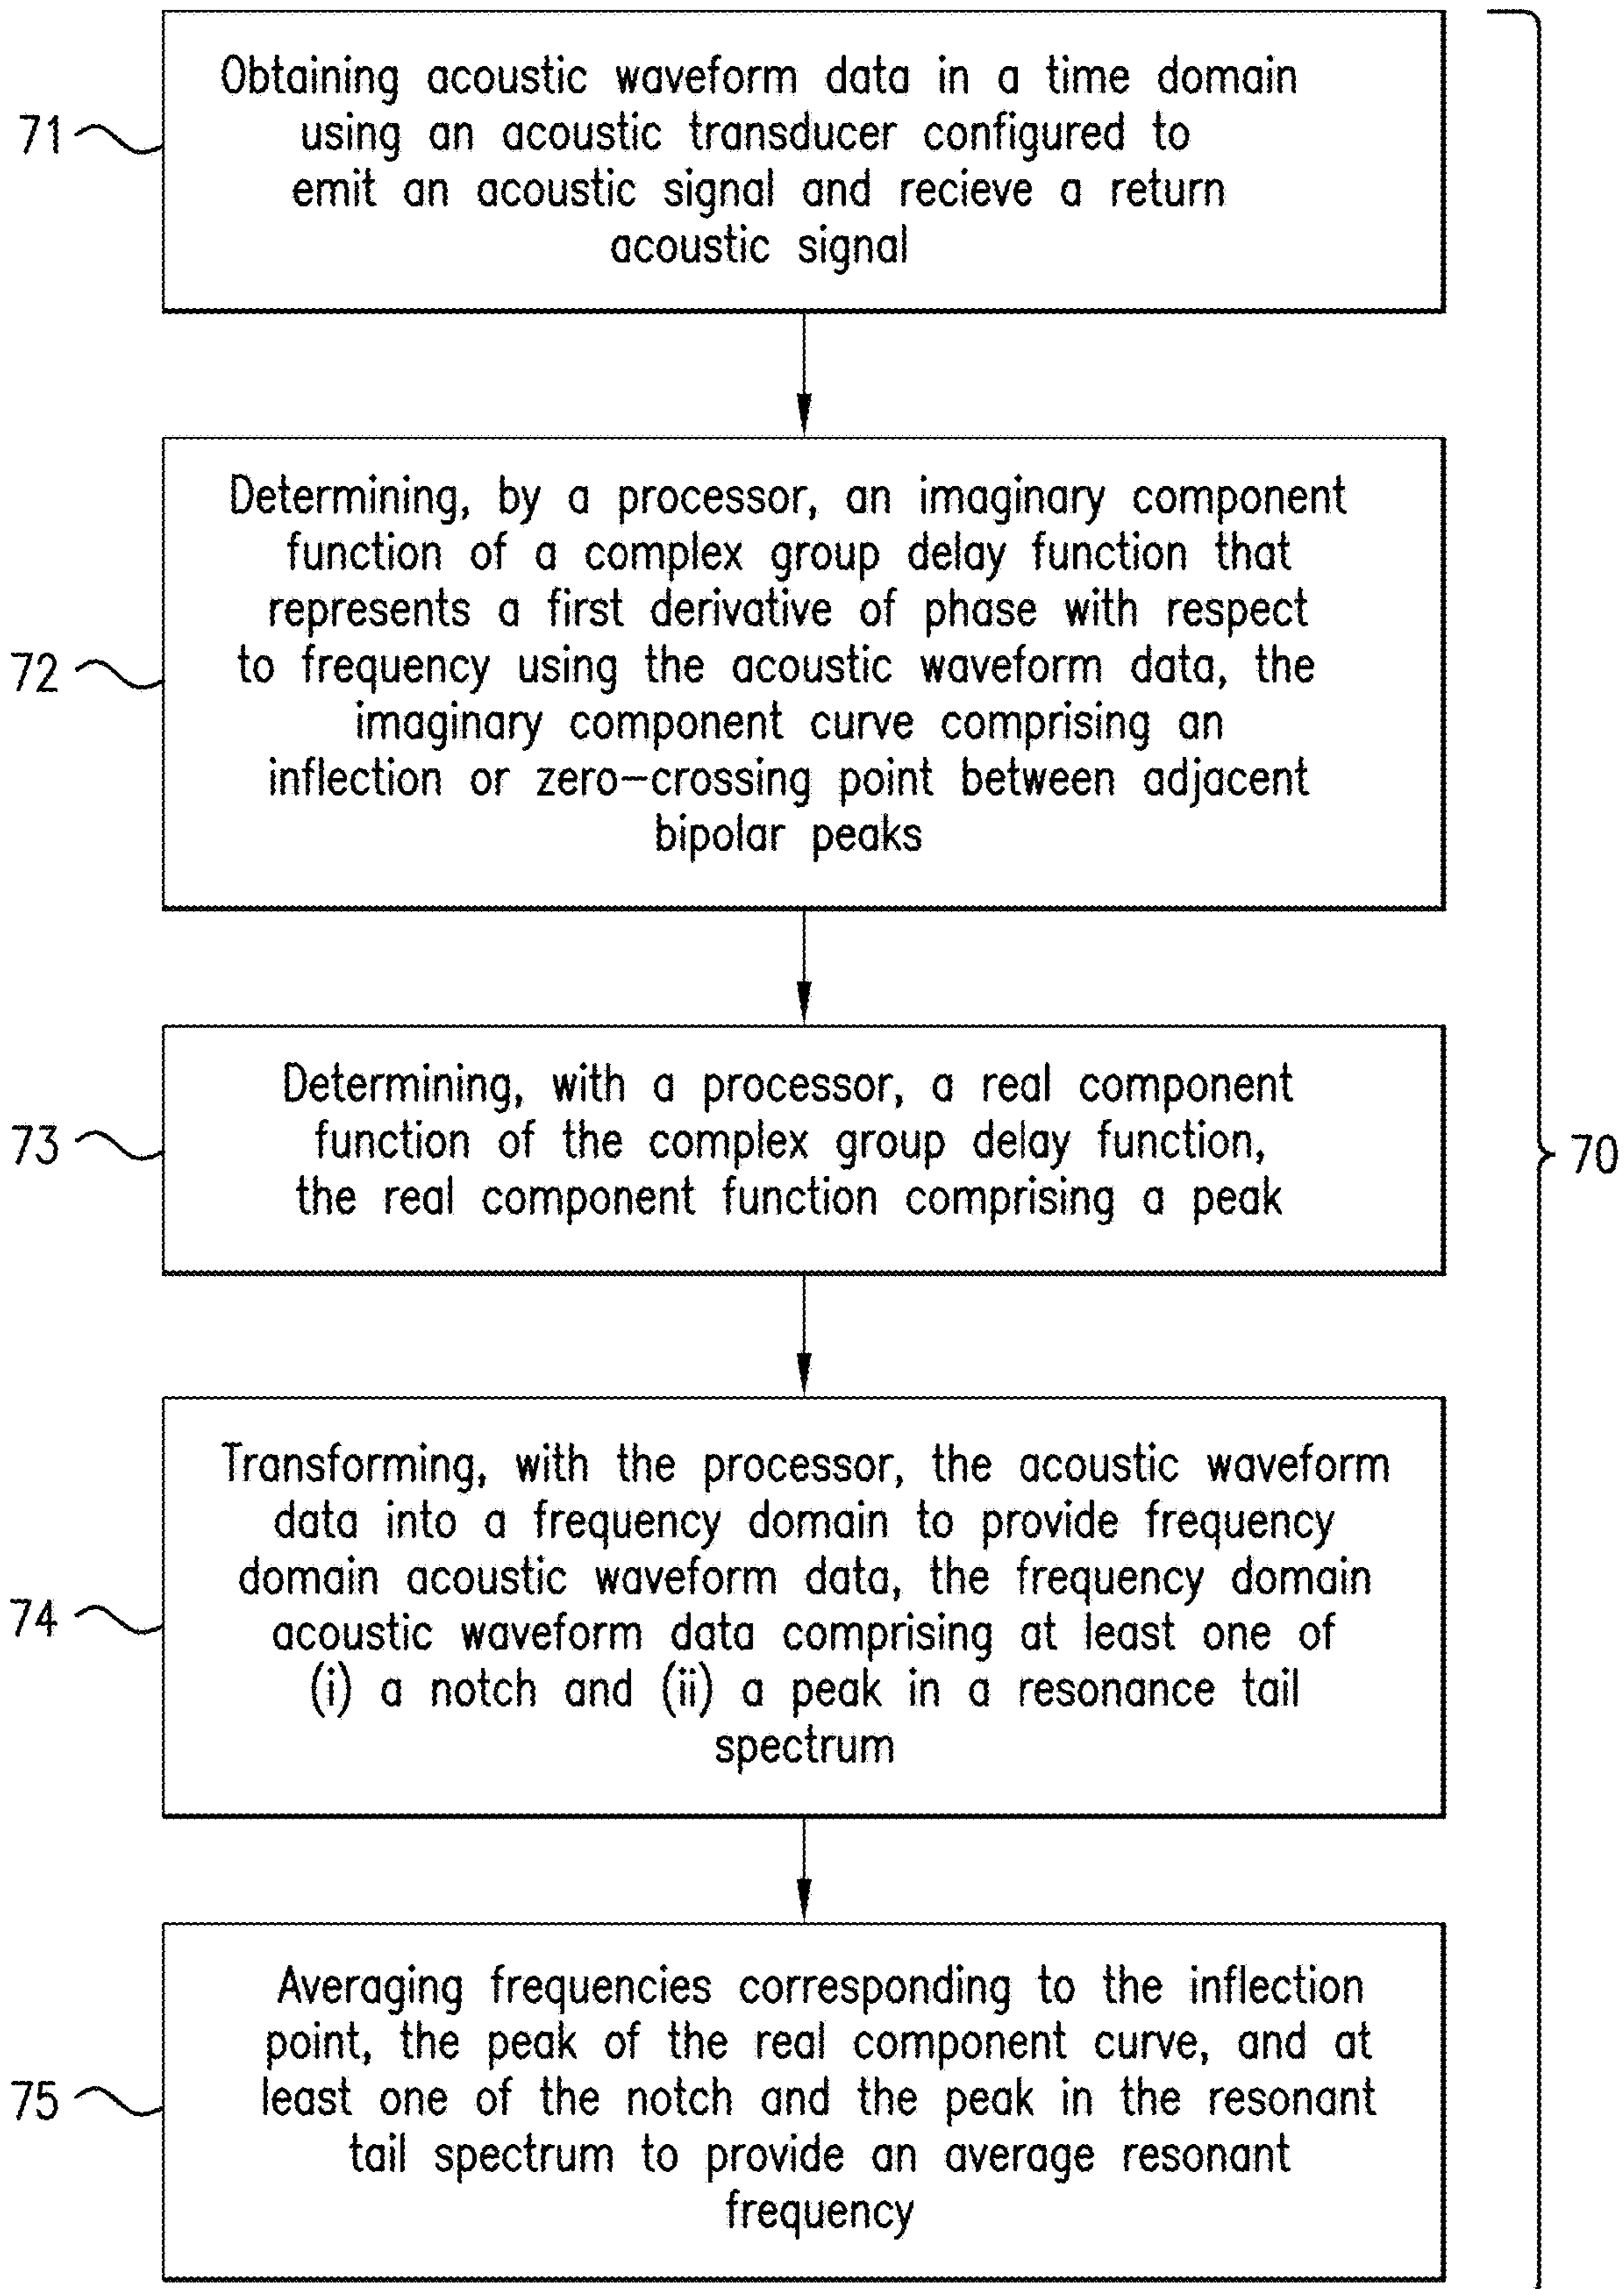 Obtaining acoustic waveform data in a time domain
using an acoustic transducer configured to
emit an acoustic signal and recieve a return
acoustic signal
71
Determining, by a processor, an imaginary component
function of a complex group delay function that
represents a first derivative of phase with respect
to frequency using the acoustic waveform data, the
imaginary component curve comprising an
inflection or zero-crossing point between adjacent
bipolar peaks
72
Determining, with a processor, a real component
function of the complex group delay function,
the real component function comprising a peak
73
70
Transforming, with the processor, the acoustic waveform
data into a frequency domain to provide frequency
domain acoustic waveform data, the frequency domain
acoustic waveform data comprising at least one of
(i) a notch and (ii) a peak in a resonance tail
spectrum
74
Averaging frequencies corresponding to the inflection
point, the peak of the real component curve, and at
least one of the notch and the peak in the resonant
tail spectrum to provide an average resonant
frequency
75